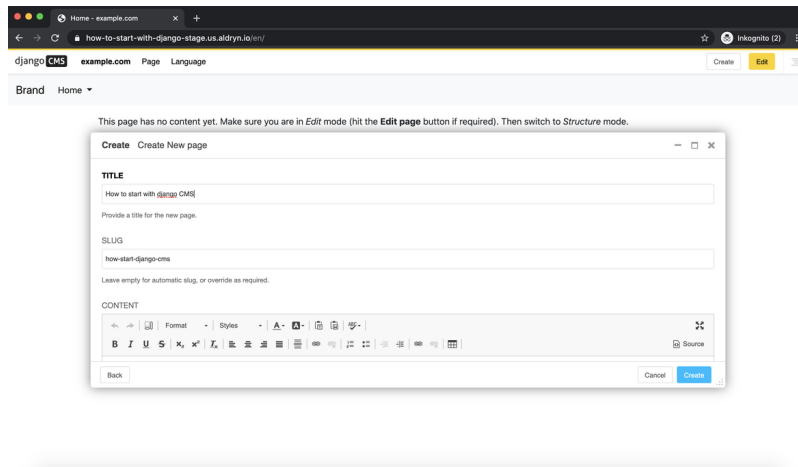 Home - example.com
how-to-start-with-django-stage.us.aldryn.io/en/
Inkognito (2)
django CMS example.com Page Language Create Edit
Brand Home
This page has no content yet. Make sure you are in Edit mode (hit the Edit page button if required). Then switch to Structure mode.
Create Create New page
TITLE
How to start with django CMS
Provide a title for the new page.
SLUG
how-start-django-cms
Leave empty for automatic slug, or override as required.
CONTENT
Format Styles A A ABC
B I U S x₂ x² Iₓ Source
Back Cancel Create